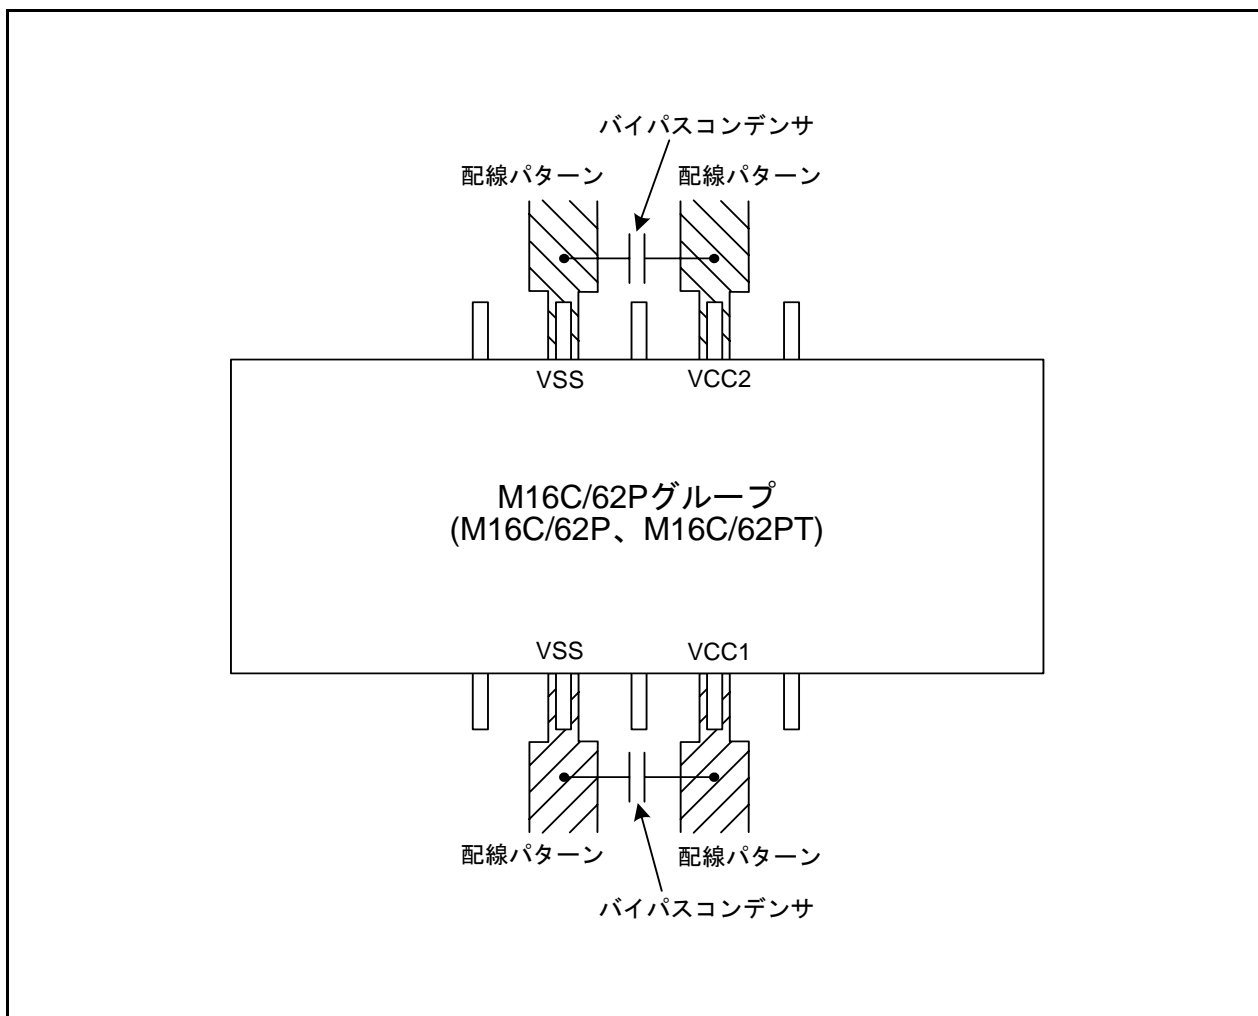 バイパスコンデンサ
配線パターン 配線パターン
VSS VCC2
M16C/62Pグループ
(M16C/62P、M16C/62PT)
VSS VCC1
配線パターン 配線パターン
バイパスコンデンサ